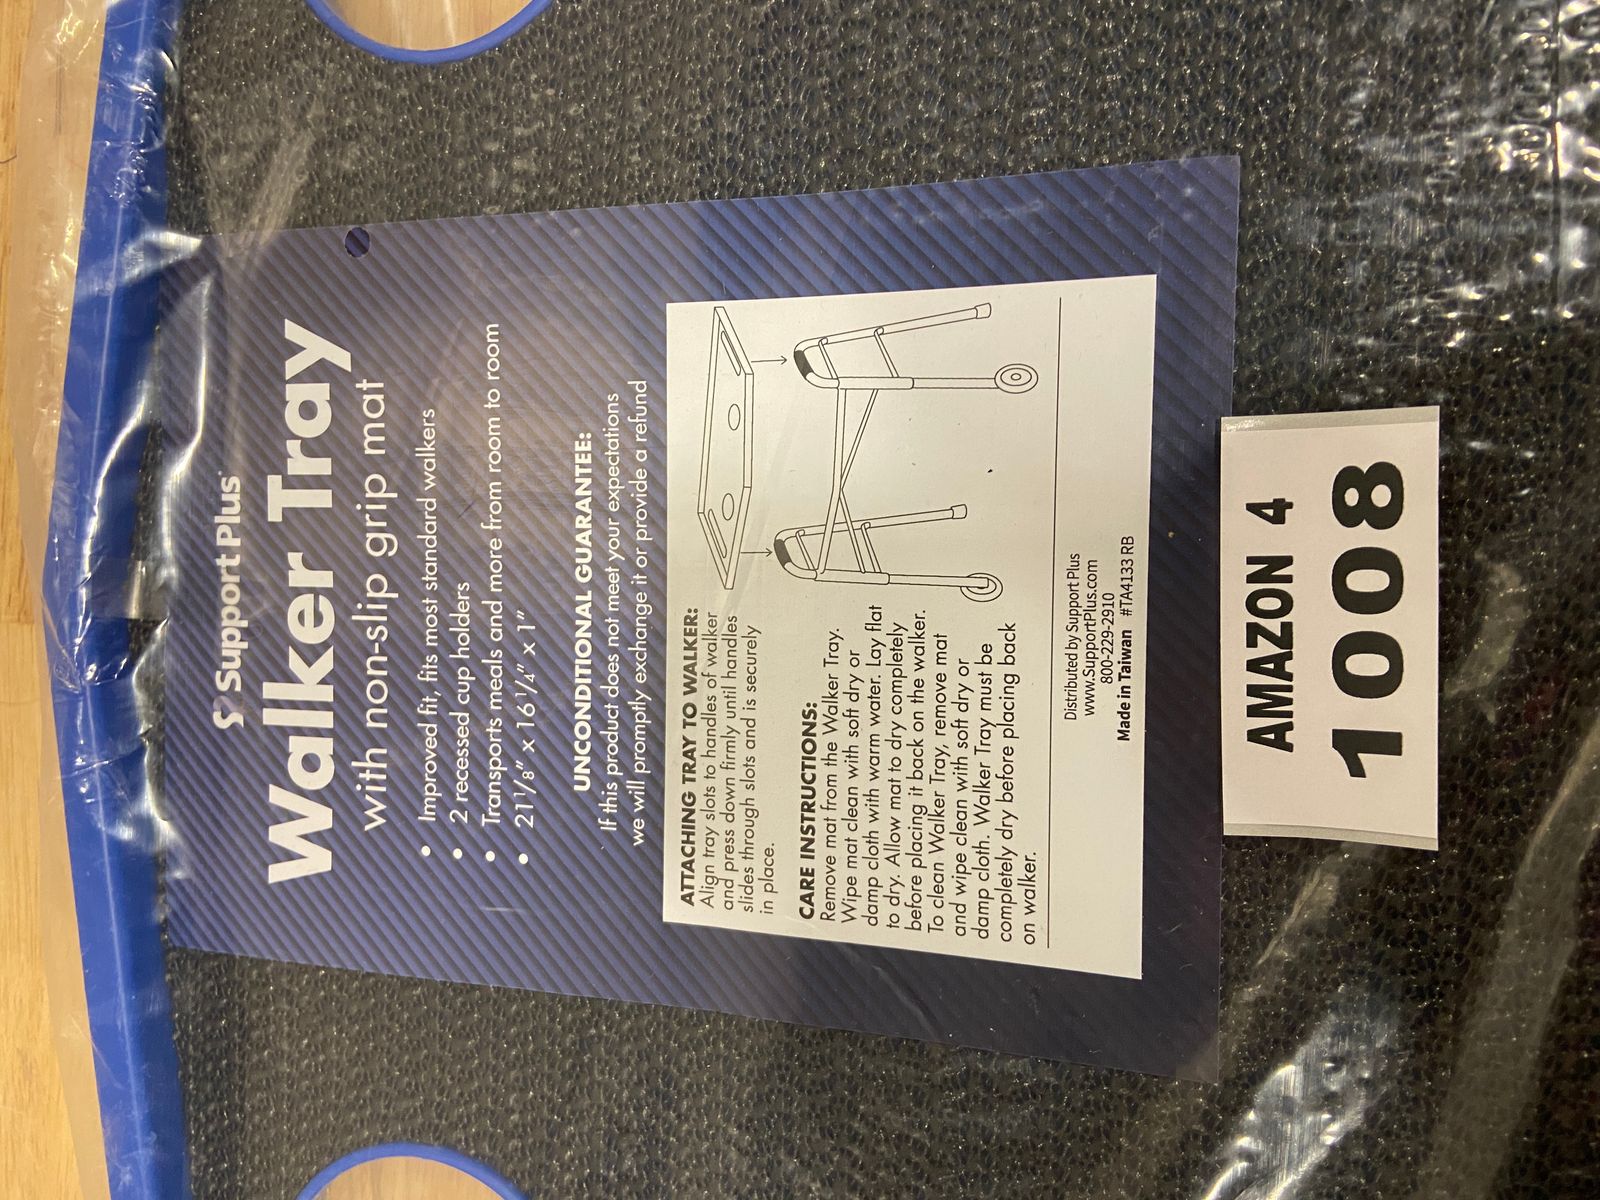 Support Plus®
Walker Tray
with non-slip grip mat
• Improved fit, fits most standard walkers
• 2 recessed cup holders
• Transports meals and more from room to room
• 21 1/8" x 16 1/4" x 1"
UNCONDITIONAL GUARANTEE:
If this product does not meet your expectations
we will promptly exchange it or provide a refund
ATTACHING TRAY TO WALKER:
Align tray slots to handles of walker
and press down firmly until handles
slides through slots and is securely
in place.
CARE INSTRUCTIONS:
Remove mat from the Walker Tray.
Wipe mat clean with soft dry or
damp cloth with warm water. Lay flat
to dry. Allow mat to dry completely
before placing it back on the walker.
To clean Walker Tray, remove mat
and wipe clean with soft dry or
damp cloth. Walker Tray must be
completely dry before placing back
on walker.
Distributed by Support Plus
www.SupportPlus.com
800-229-2910
Made in Taiwan #TA4133 RB
AMAZON 4
1008